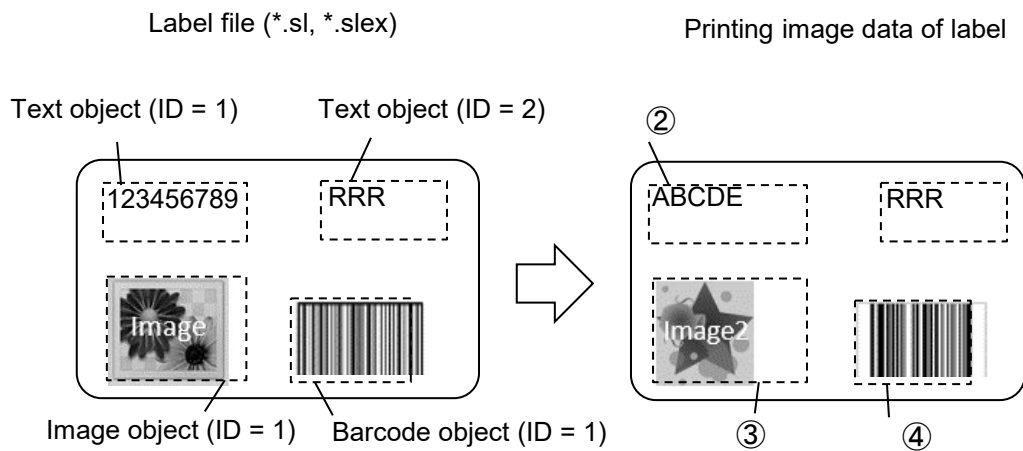 Label file (*.sl, *.slex)
Printing image data of label
Text object (ID = 1)
Text object (ID = 2)
②
123456789
RRR
ABCDE
RRR
Image
Image2
Image object (ID = 1)
Barcode object (ID = 1)
③
④